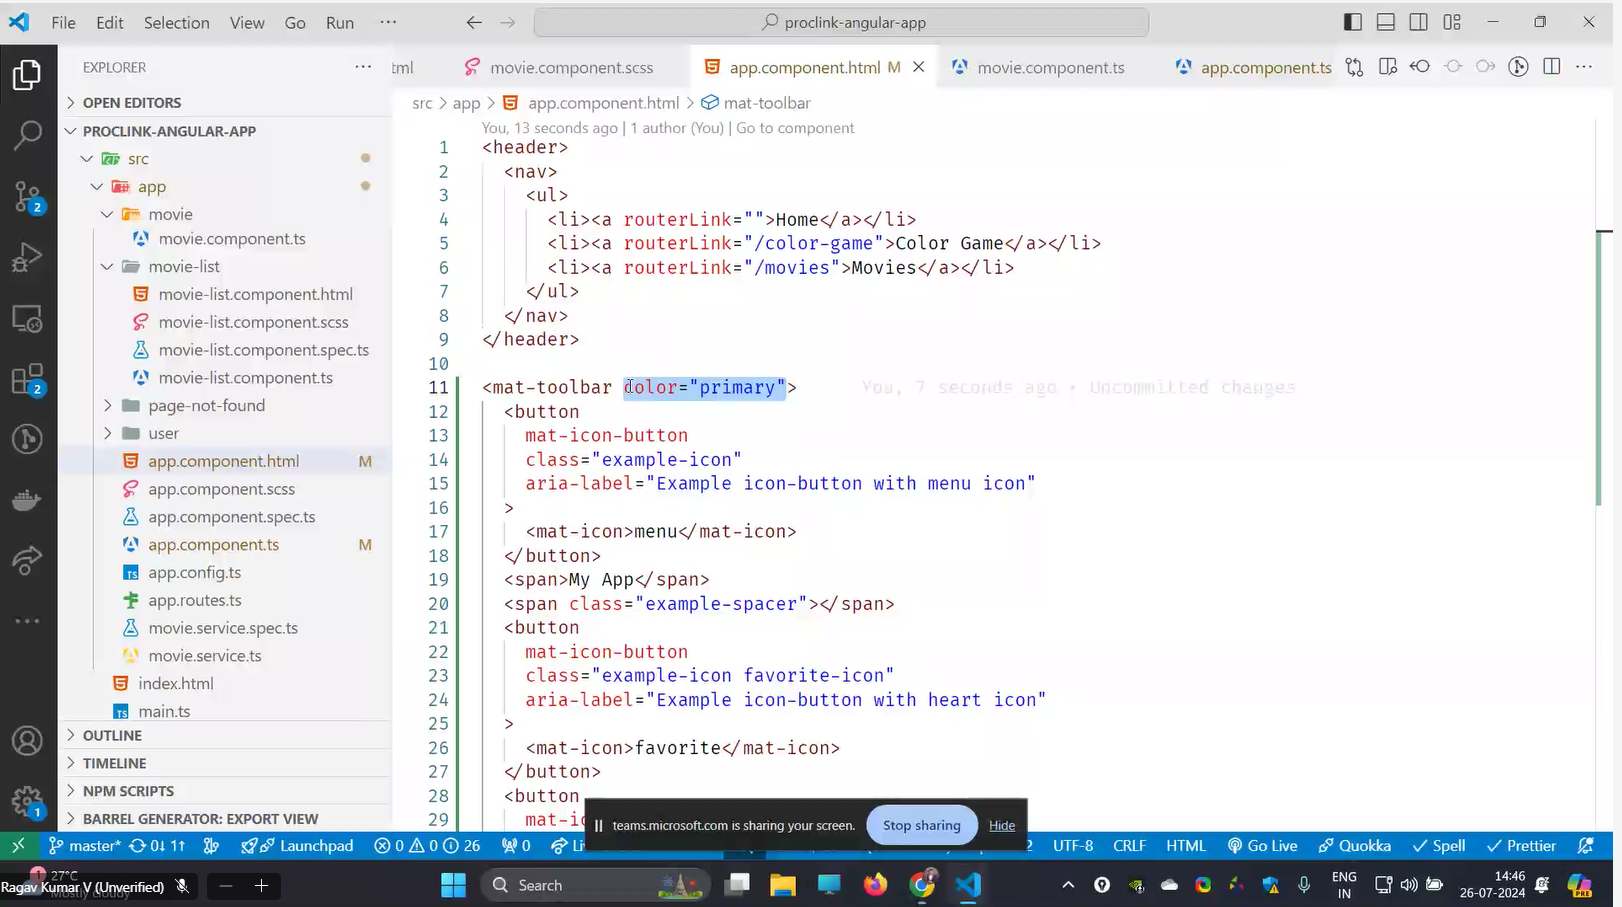 File Edit Selection View Go Run ··· proclink-angular-app
EXPLORER ···
OPEN EDITORS
PROCLINK-ANGULAR-APP
src
app
movie
movie.component.ts
movie-list
movie-list.component.html
movie-list.component.scss
movie-list.component.spec.ts
movie-list.component.ts
page-not-found
user
app.component.html M
app.component.scss
app.component.spec.ts
app.component.ts M
app.config.ts
app.routes.ts
movie.service.spec.ts
movie.service.ts
index.html
main.ts
OUTLINE
TIMELINE
NPM SCRIPTS
BARREL GENERATOR: EXPORT VIEW
2
2
1
tml movie.component.scss app.component.html M movie.component.ts app.component.ts
src > app > app.component.html > mat-toolbar
You, 13 seconds ago | 1 author (You) | Go to component
1 <header>
2 <nav>
3 <ul>
4 <li><a routerLink="">Home</a></li>
5 <li><a routerLink="/color-game">Color Game</a></li>
6 <li><a routerLink="/movies">Movies</a></li>
7 </ul>
8 </nav>
9 </header>
10
11 <mat-toolbar color="primary"> You, 7 seconds ago • Uncommitted changes
12 <button
13 mat-icon-button
14 class="example-icon"
15 aria-label="Example icon-button with menu icon"
16 >
17 <mat-icon>menu</mat-icon>
18 </button>
19 <span>My App</span>
20 <span class="example-spacer"></span>
21 <button
22 mat-icon-button
23 class="example-icon favorite-icon"
24 aria-label="Example icon-button with heart icon"
25 >
26 <mat-icon>favorite</mat-icon>
27 </button>
28 <button
29 mat-ic
teams.microsoft.com is sharing your screen. Stop sharing Hide
master* 0↓ 1↑ Launchpad 0 0 26 0 Li 2 UTF-8 CRLF HTML Go Live Quokka Spell Prettier
1 27°C
Mostly cloudy
Ragav Kumar V (Unverified)
Search
ENG
IN
14:46
26-07-2024
PRE